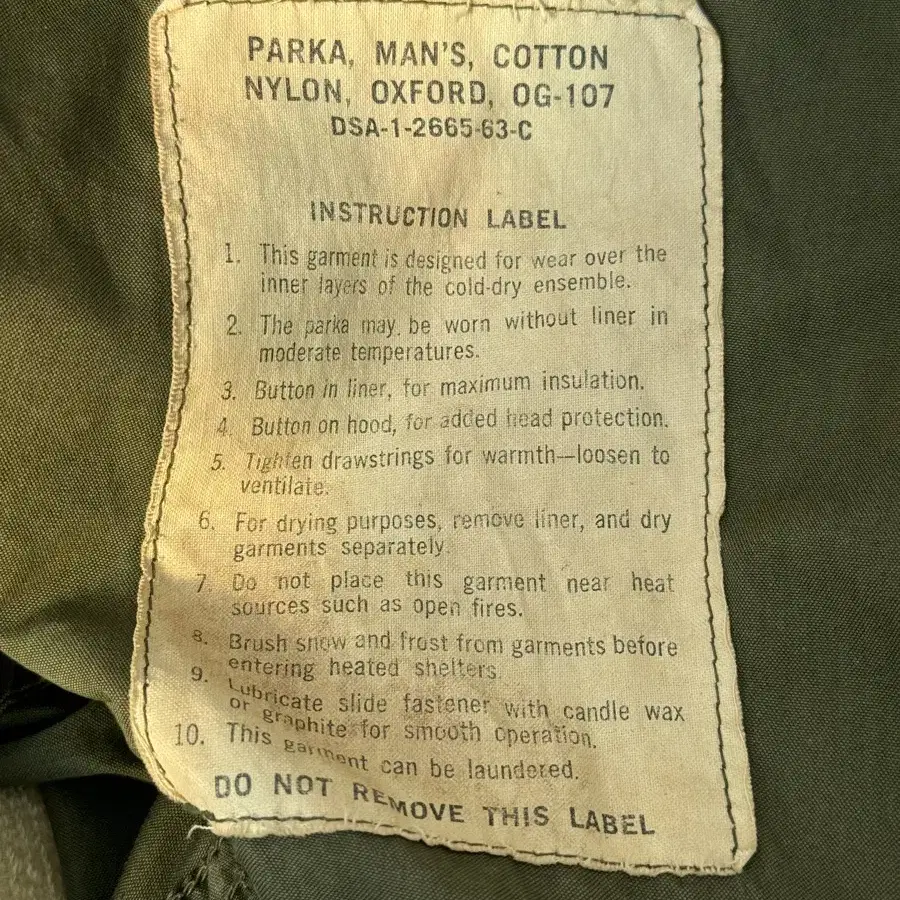 PARKA, MAN'S, COTTON
NYLON, OXFORD, OG-107
DSA-1-2665-63-C
INSTRUCTION LABEL
1. This garment is designed for wear over the
inner layers of the cold-dry ensemble.
2. The parka may be worn without liner in
moderate temperatures.
3. Button in liner, for maximum insulation.
4. Button on hood, for added head protection.
5. Tighten drawstrings for warmth—loosen to
ventilate.
6. For drying purposes, remove liner, and dry
garments separately.
7. Do not place this garment near heat
sources such as open fires.
8. Brush snow and frost from garments before
entering heated shelters.
9. Lubricate slide fastener with candle wax
or graphite for smooth operation.
10. This garment can be laundered.
DO NOT REMOVE THIS LABEL